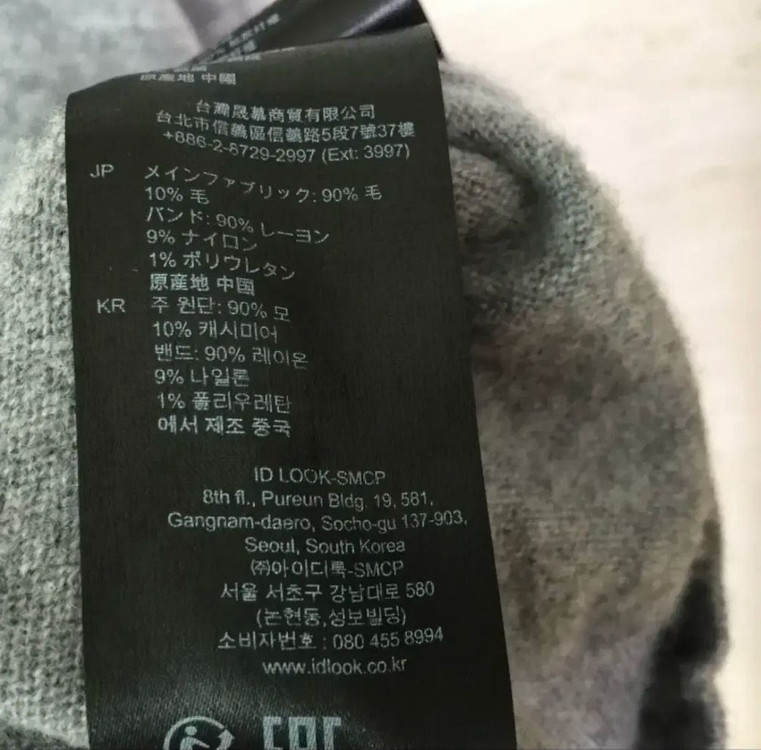 原產地 中國
台灣晟慕商貿有限公司
台北市信義區信義路5段7號37樓
+886-2-8729-2997 (Ext: 3997)
JP メインファブリック: 90% 毛
10% 毛
バンド: 90% レーヨン
9% ナイロン
1% ポリウレタン
原産地 中國
KR 주 원단: 90% 모
10% 캐시미어
밴드: 90% 레이온
9% 나일론
1% 폴리우레탄
에서 제조 중국
ID LOOK-SMCP
8th fl., Pureun Bldg. 19, 581,
Gangnam-daero, Socho-gu 137-903,
Seoul, South Korea
㈜아이디룩-SMCP
서울 서초구 강남대로 580
(논현동,성보빌딩)
소비자번호 : 080 455 8994
www.idlook.co.kr
EAC